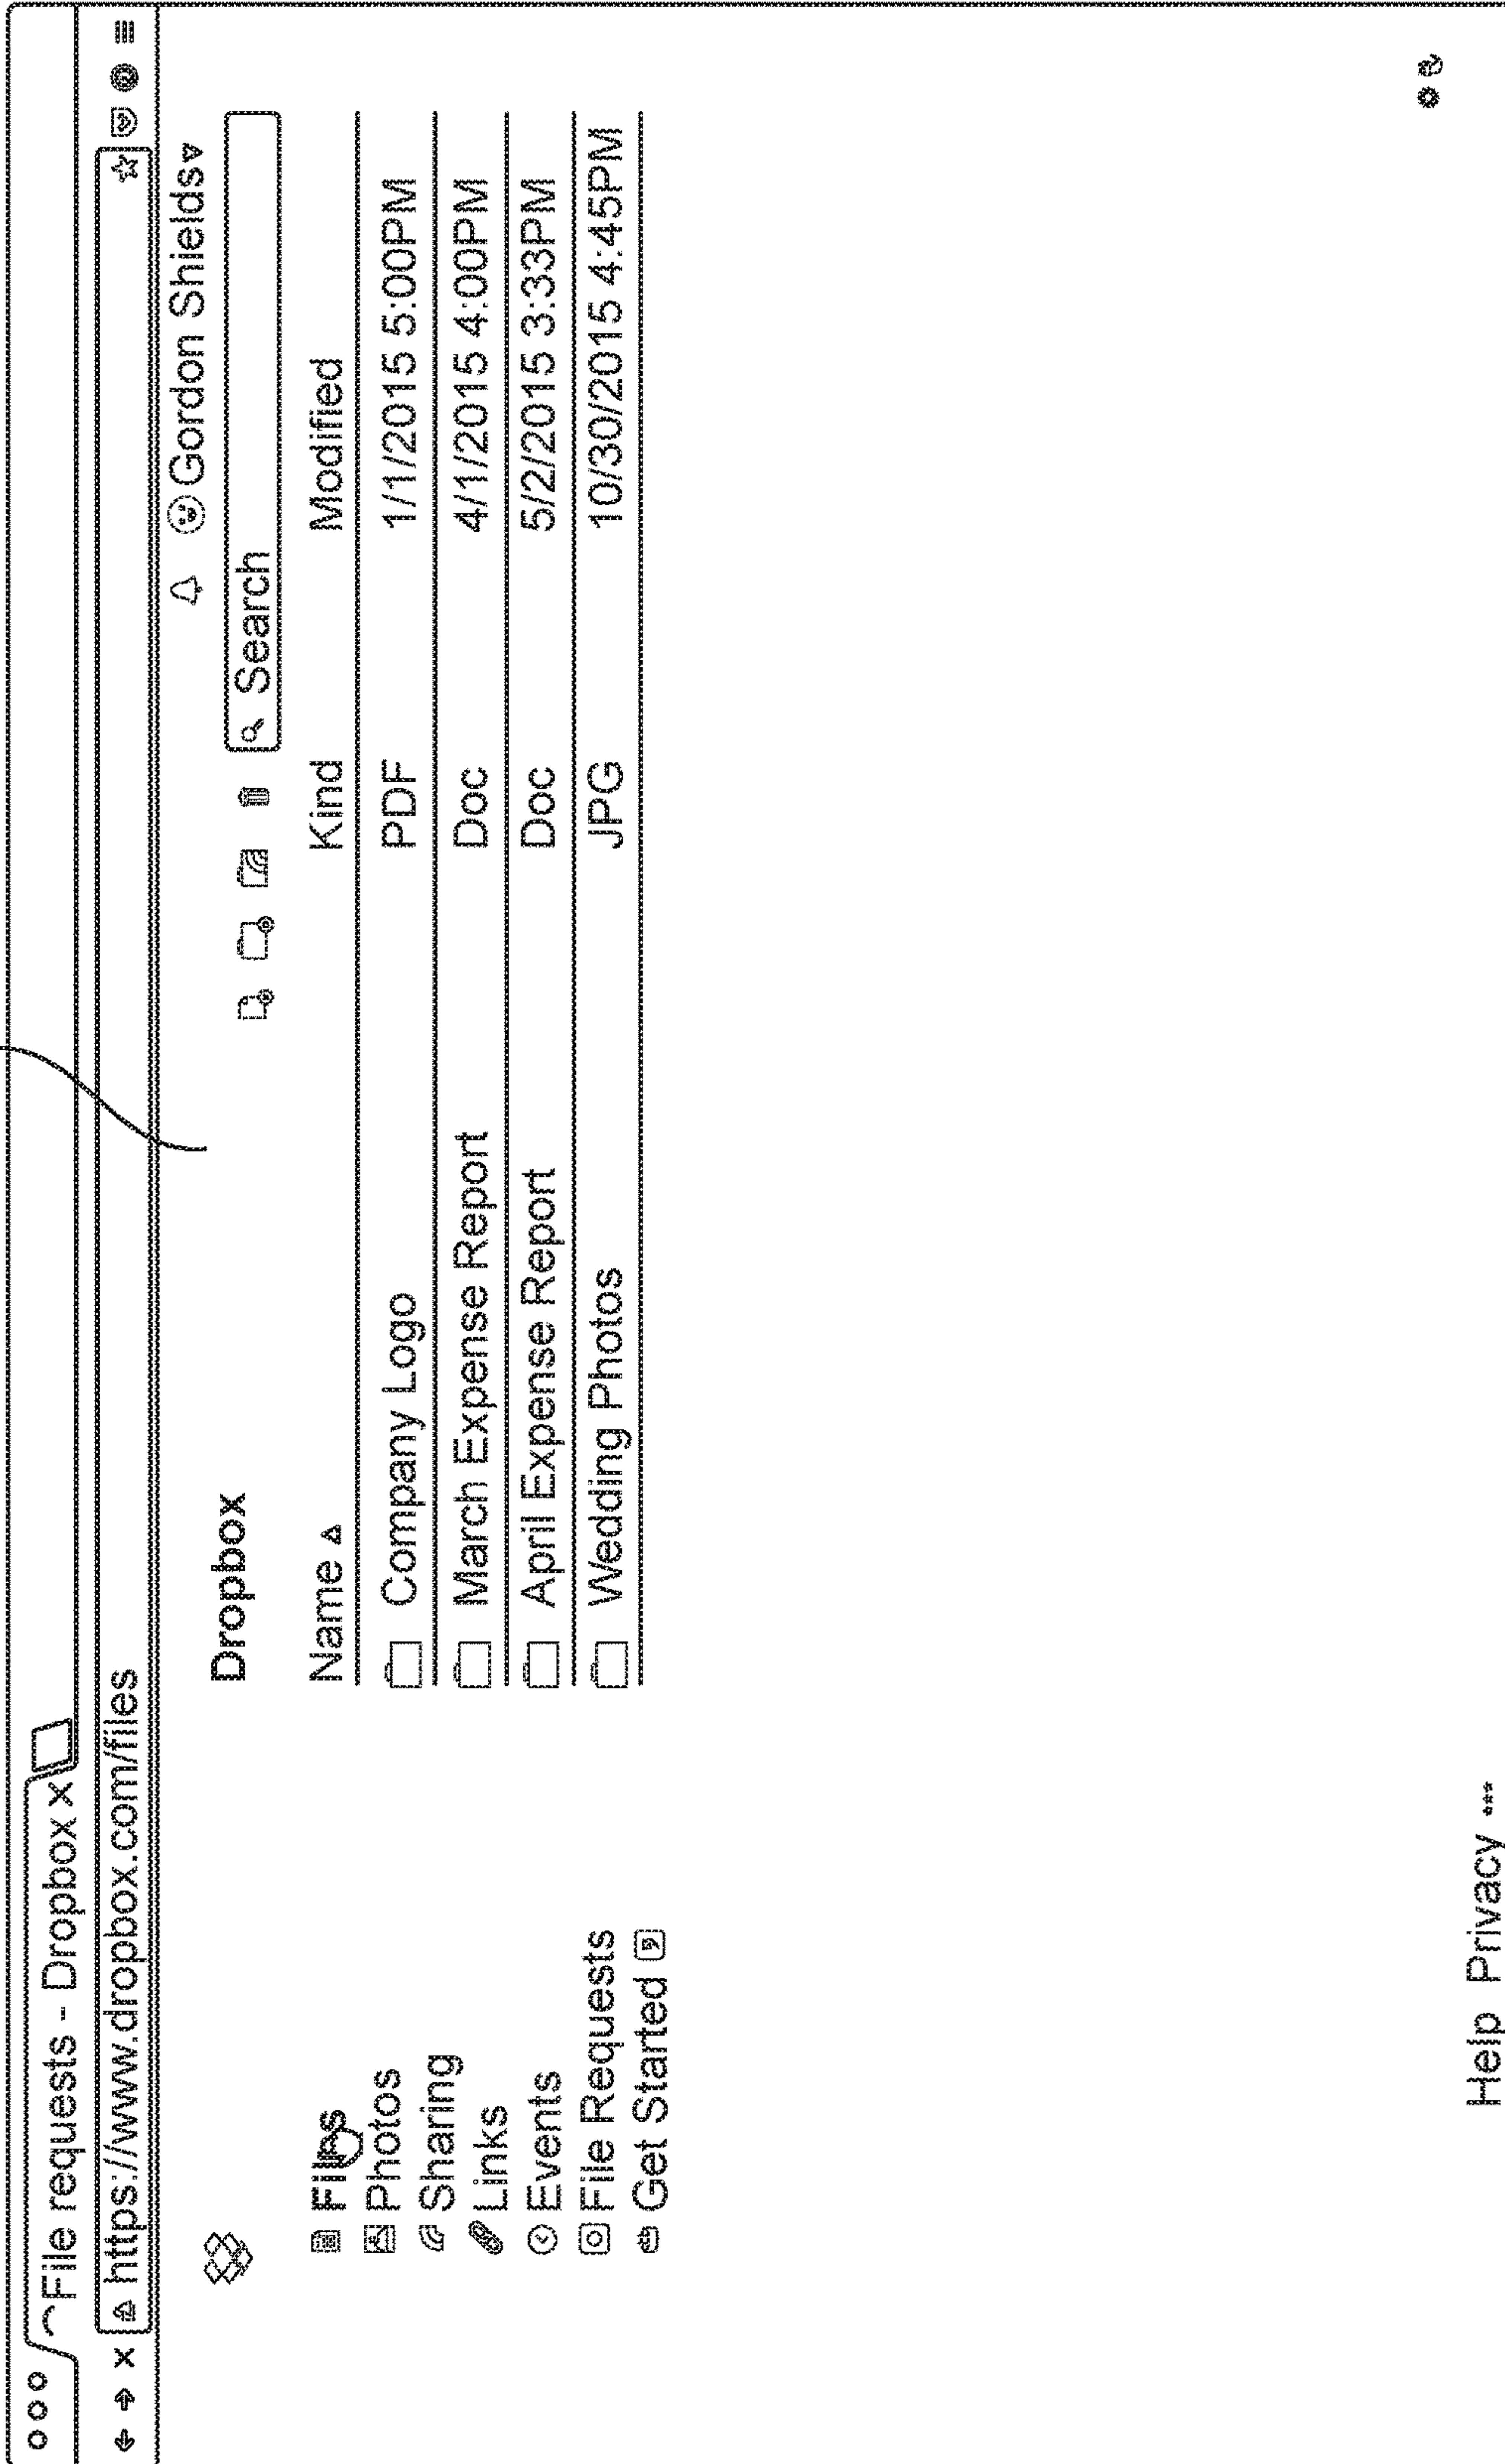 File requests - Dropbox x
https://www.dropbox.com/files
Gordon Shields
Dropbox
Search
Name Kind Modified
Company Logo PDF 1/1/2015 5:00PM
March Expense Report Doc 4/1/2015 4:00PM
April Expense Report Doc 5/2/2015 3:33PM
Wedding Photos JPG 10/30/2015 4:45PM
Files
Photos
Sharing
Links
Events
File Requests
Get Started
Help Privacy